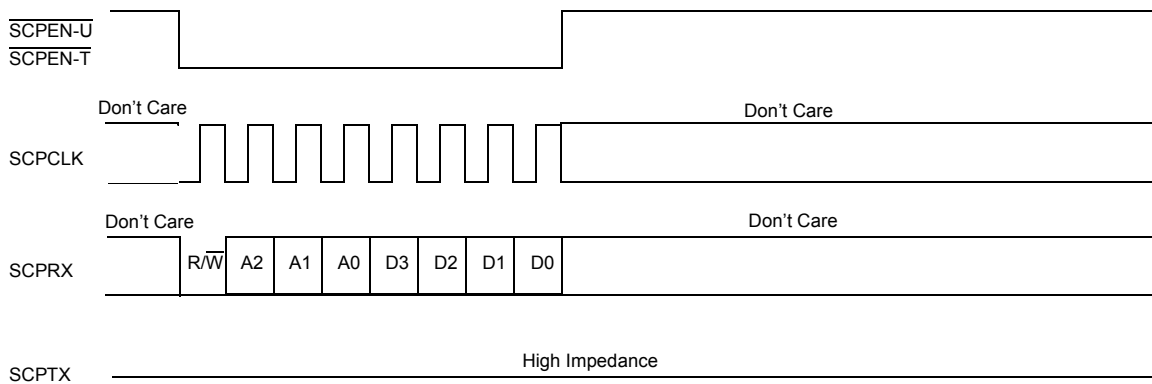 SCPEN-U
SCPEN-T
Don't Care
Don't Care
SCPCLK
Don't Care
Don't Care
SCPRX
R/W A2 A1 A0 D3 D2 D1 D0
High Impedance
SCPTX